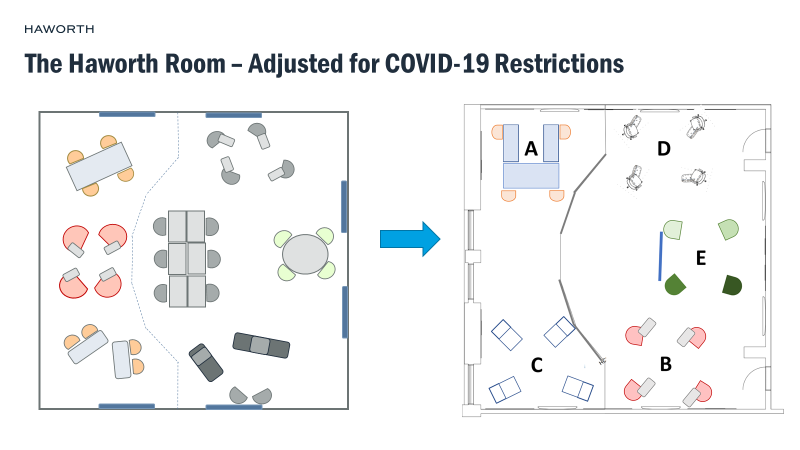 HAWORTH
The Haworth Room – Adjusted for COVID-19 Restrictions
A
D
E
C
B